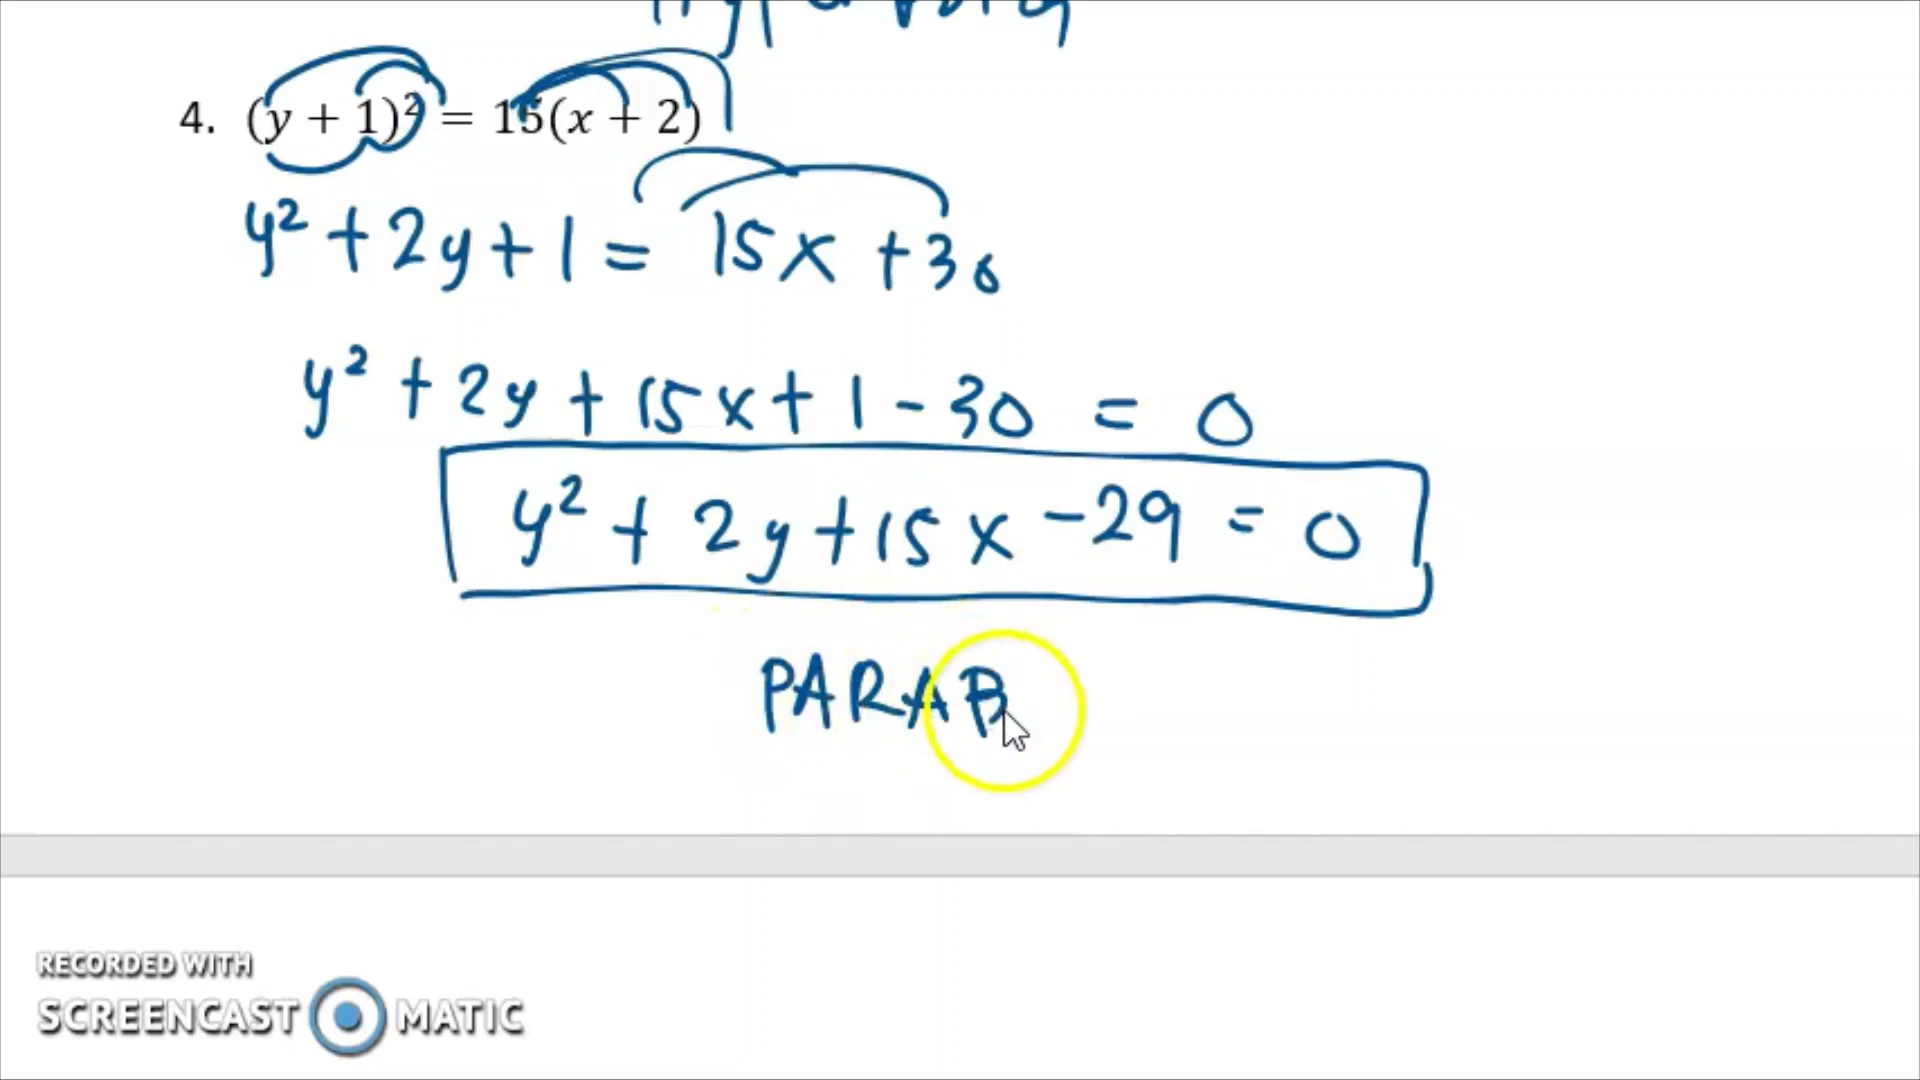 4. (y + 1)² = 15(x + 2)
y² + 2y + 1 = 15x + 30
y² + 2y + 15x + 1 - 30 = 0
y² + 2y + 15x - 29 = 0
PARAB
RECORDED WITH
SCREENCAST MATIC